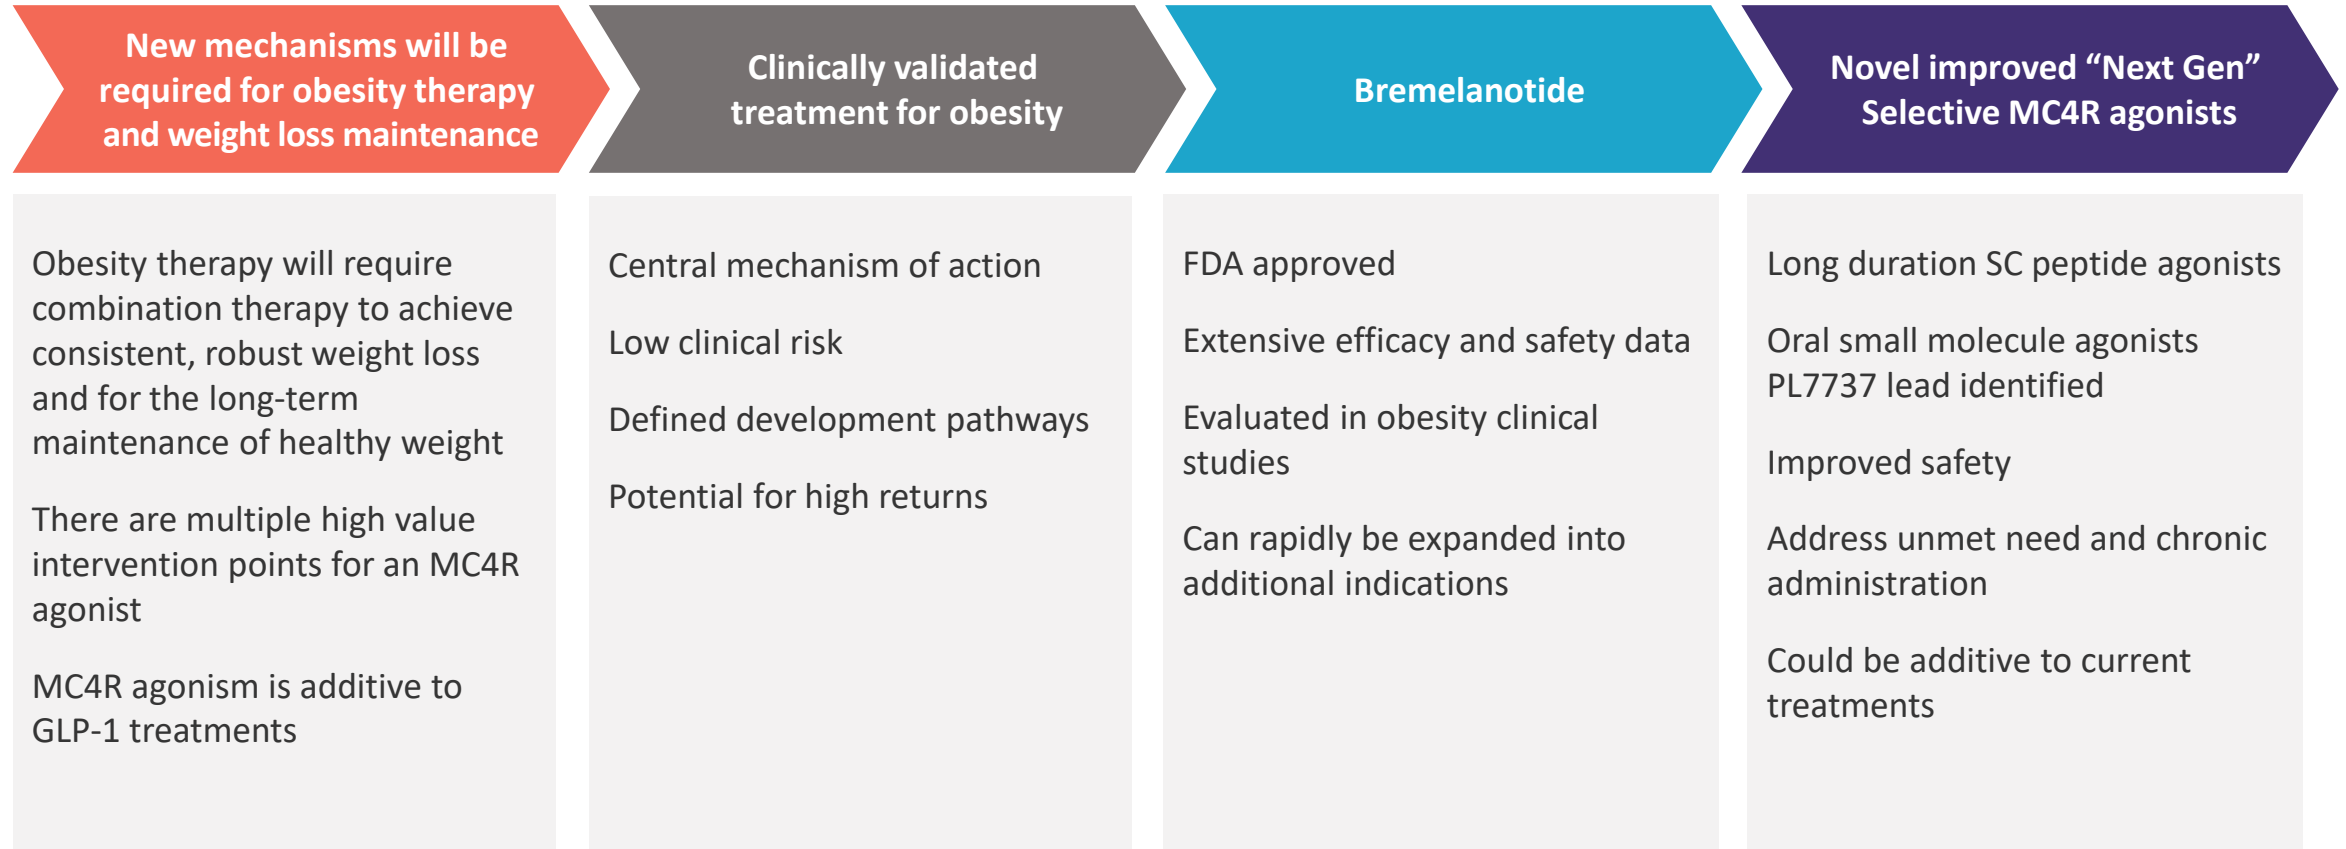 New mechanisms will be
required for obesity therapy
and weight loss maintenance
Obesity therapy will require
combination therapy to achieve
consistent, robust weight loss
and for the long-term
maintenance of healthy weight
There are multiple high value
intervention points for an MC4R
agonist
MC4R agonism is additive to
GLP-1 treatments
Clinically validated
treatment for obesity
Central mechanism of action
Low clinical risk
Defined development pathways
Potential for high returns
Bremelanotide
FDA approved
Extensive efficacy and safety data
Evaluated in obesity clinical
studies
Can rapidly be expanded into
additional indications
Novel improved “Next Gen”
Selective MC4R agonists
Long duration SC peptide agonists
Oral small molecule agonists
PL7737 lead identified
Improved safety
Address unmet need and chronic
administration
Could be additive to current
treatments